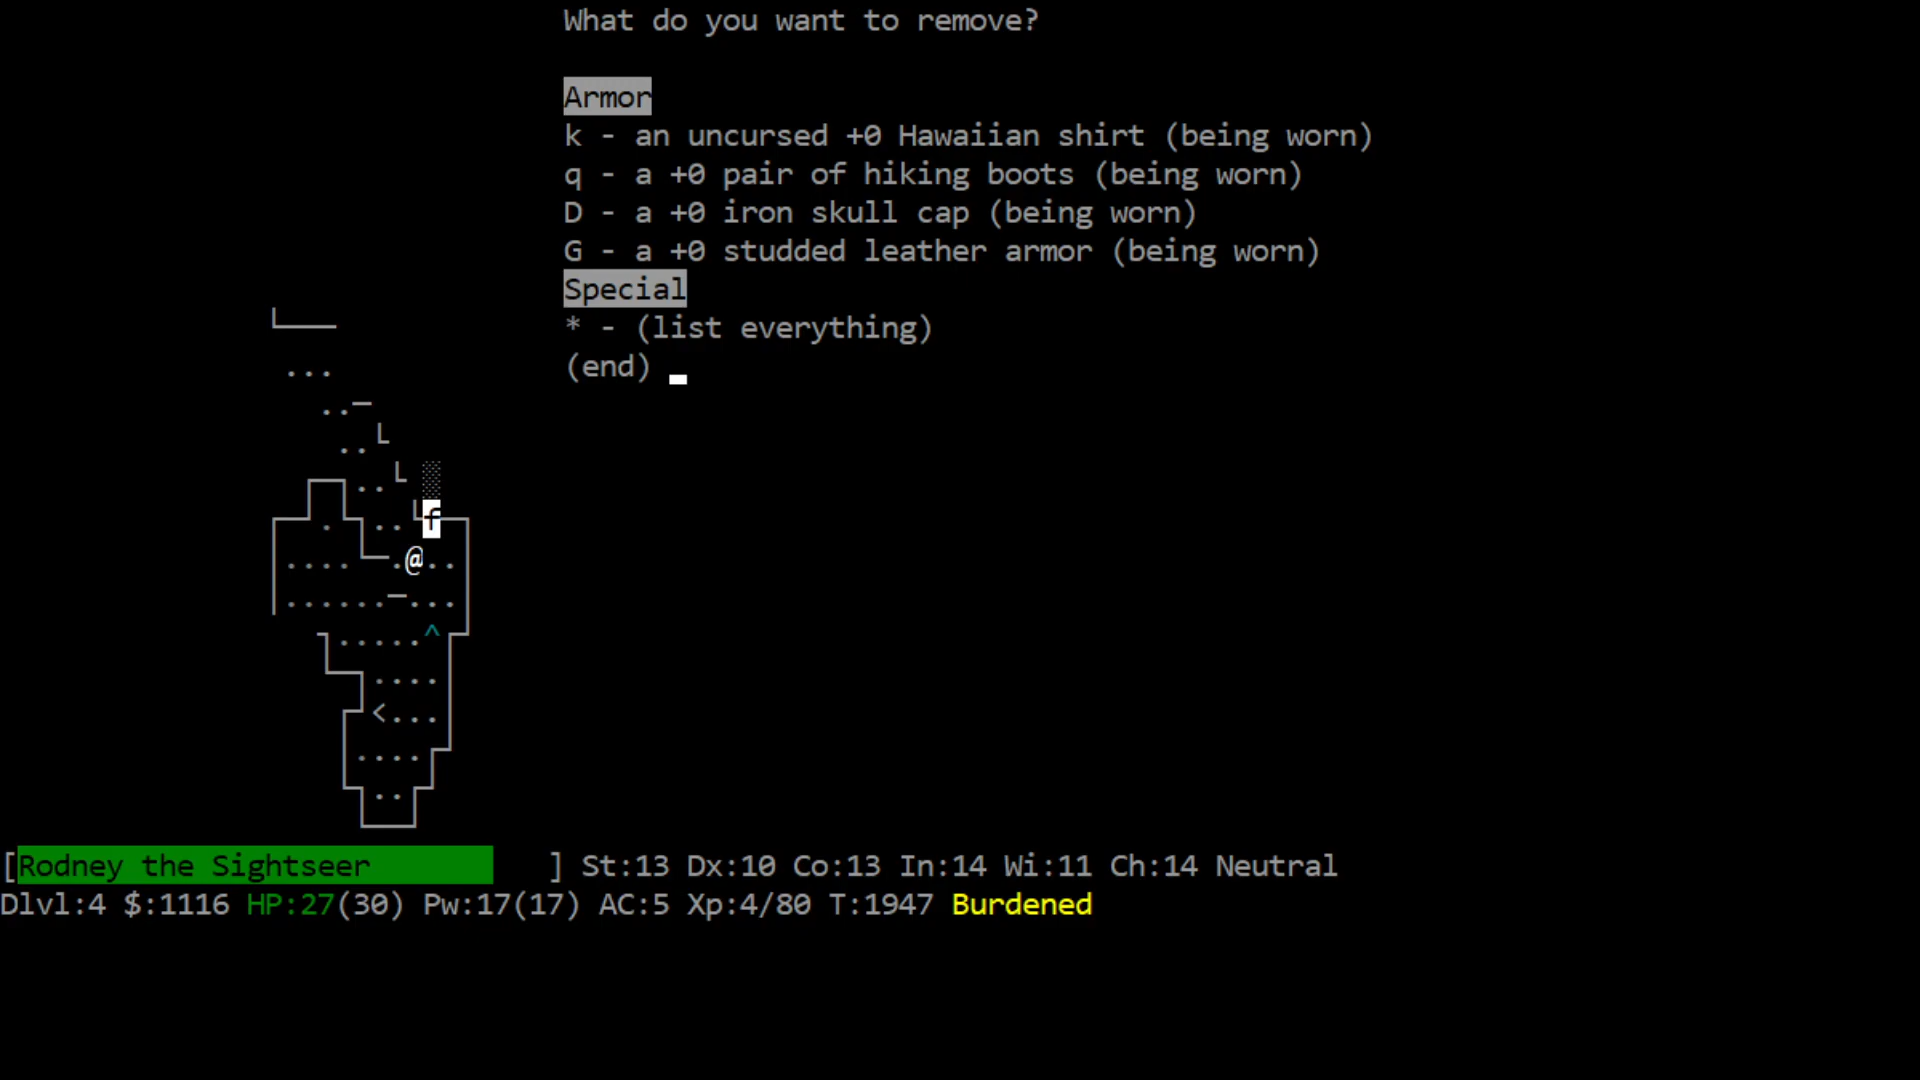 What do you want to remove?
Armor
k - an uncursed +0 Hawaiian shirt (being worn)
q - a +0 pair of hiking boots (being worn)
D - a +0 iron skull cap (being worn)
G - a +0 studded leather armor (being worn)
Special
* - (list everything)
(end)
...
..
..
..
. .. f
.... .@..
...... ...
.....^
....
<...
....
..
[Rodney the Sightseer ] St:13 Dx:10 Co:13 In:14 Wi:11 Ch:14 Neutral
Dlvl:4 $:1116 HP:27(30) Pw:17(17) AC:5 Xp:4/80 T:1947 Burdened